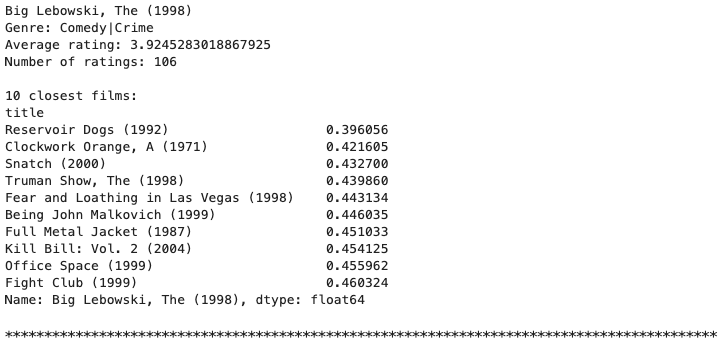 Big Lebowski, The (1998)
Genre: Comedy|Crime
Average rating: 3.9245283018867925
Number of ratings: 106
10 closest films:
title
Reservoir Dogs (1992) 0.396056
Clockwork Orange, A (1971) 0.421605
Snatch (2000) 0.432700
Truman Show, The (1998) 0.439860
Fear and Loathing in Las Vegas (1998) 0.443134
Being John Malkovich (1999) 0.446035
Full Metal Jacket (1987) 0.451033
Kill Bill: Vol. 2 (2004) 0.454125
Office Space (1999) 0.455962
Fight Club (1999) 0.460324
Name: Big Lebowski, The (1998), dtype: float64
*******************************************************************************************